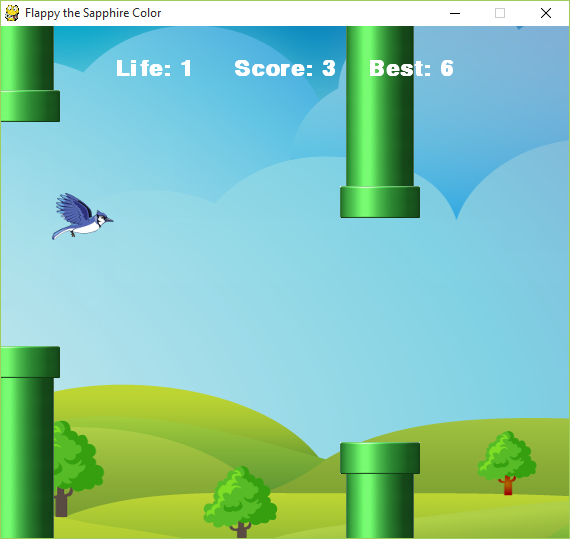 Flappy the Sapphire Color
Life: 1 Score: 3 Best: 6